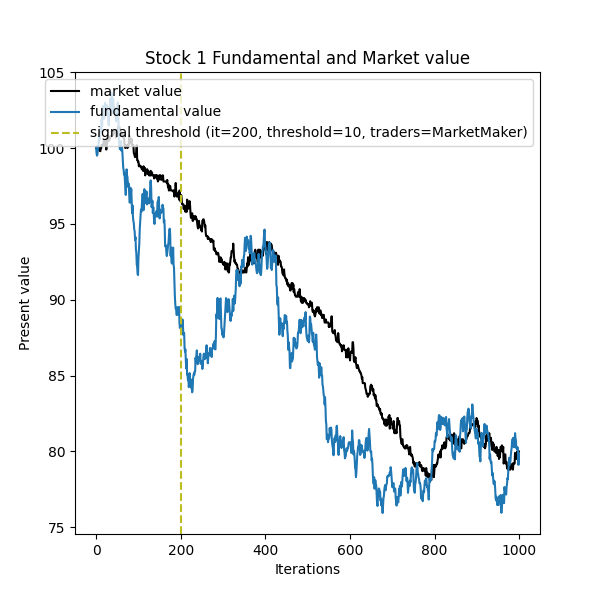 Stock 1 Fundamental and Market value
105
market value
fundamental value
signal threshold (it=200, threshold=10, traders=MarketMaker)
100
95
90
85
80
75
Present value
0 200 400 600 800 1000
Iterations